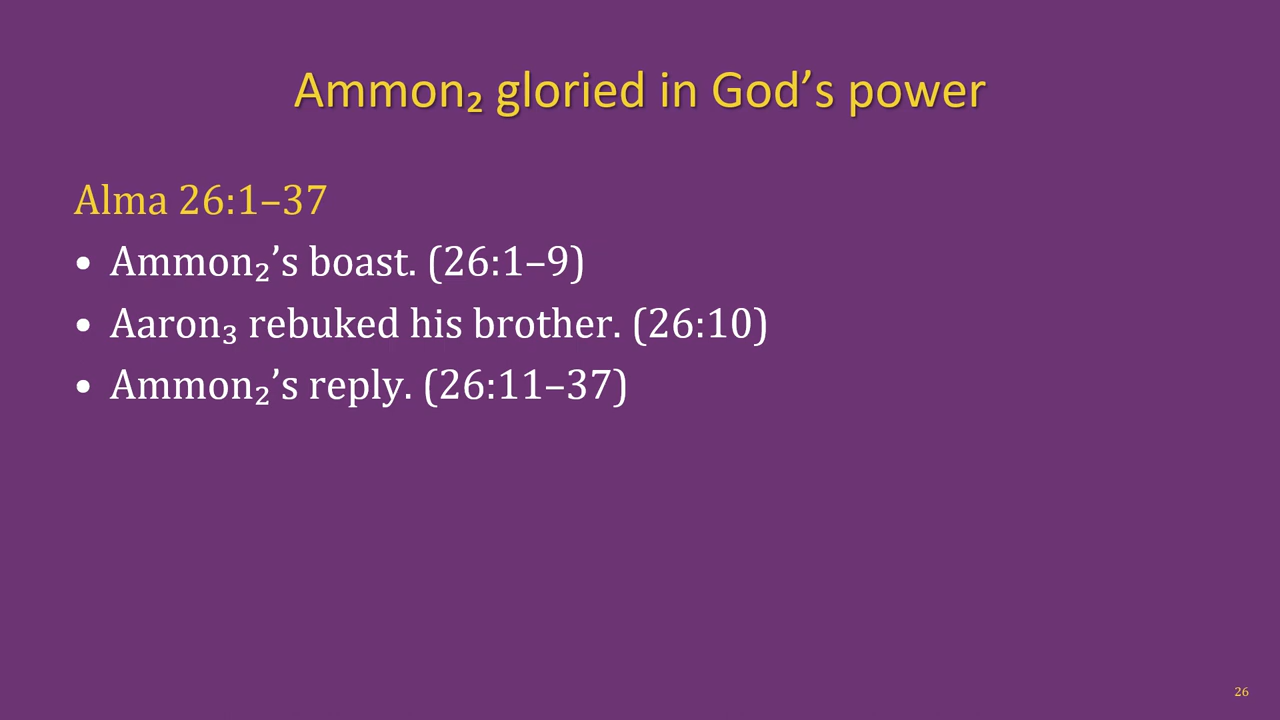 Ammon₂ gloried in God’s power
Alma 26:1–37
• Ammon₂’s boast. (26:1–9)
• Aaron₃ rebuked his brother. (26:10)
• Ammon₂’s reply. (26:11–37)
26